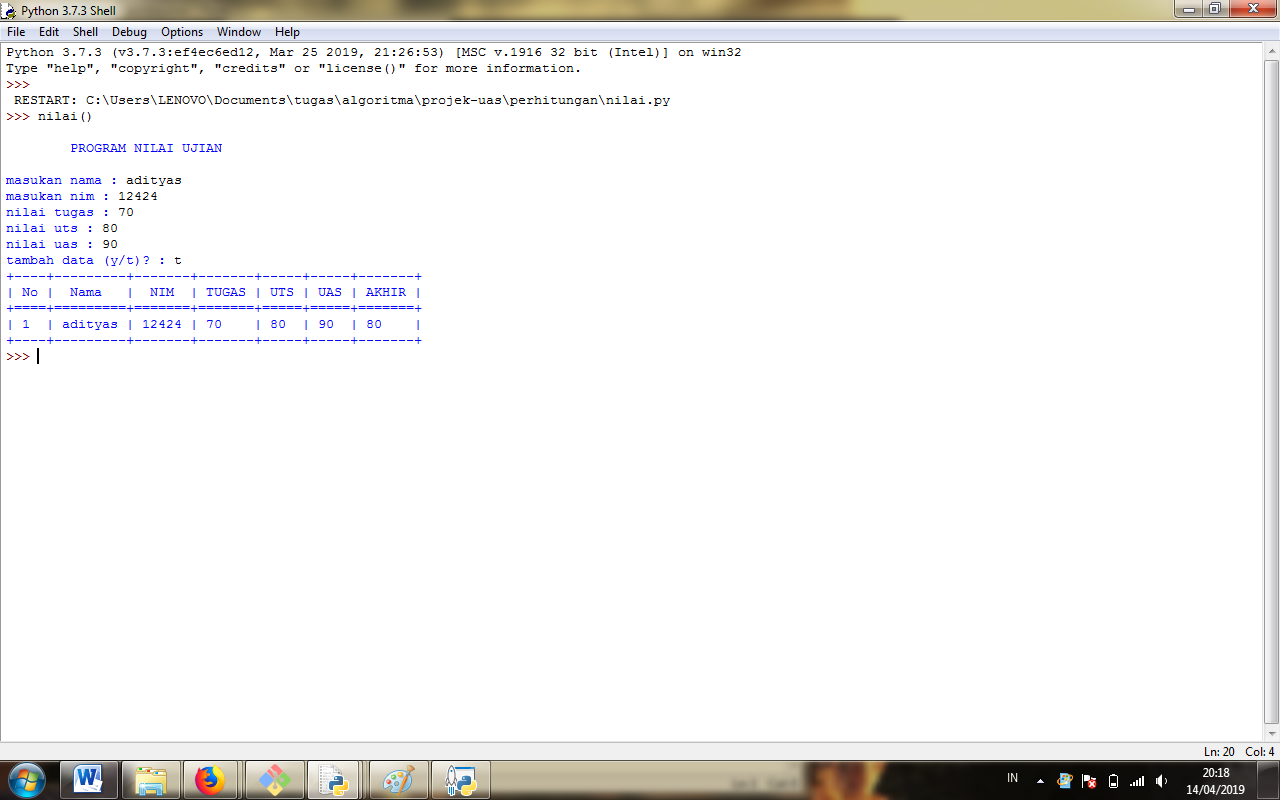 Python 3.7.3 Shell
File Edit Shell Debug Options Window Help
Python 3.7.3 (v3.7.3:ef4ec6ed12, Mar 25 2019, 21:26:53) [MSC v.1916 32 bit (Intel)] on win32
Type "help", "copyright", "credits" or "license()" for more information.
>>>
 RESTART: C:\Users\LENOVO\Documents\tugas\algoritma\projek-uas\perhitungan\nilai.py
>>> nilai()
        PROGRAM NILAI UJIAN
masukan nama : adityas
masukan nim : 12424
nilai tugas : 70
nilai uts : 80
nilai uas : 90
tambah data (y/t)? : t
+----+---------+-------+-------+-----+-----+-------+
| No |  Nama   |  NIM  | TUGAS | UTS | UAS | AKHIR |
+====+=========+=======+=======+=====+=====+=======+
| 1  | adityas | 12424 | 70    | 80  | 90  | 80    |
+----+---------+-------+-------+-----+-----+-------+
>>>
Ln: 20 Col: 4
IN
20:18
14/04/2019